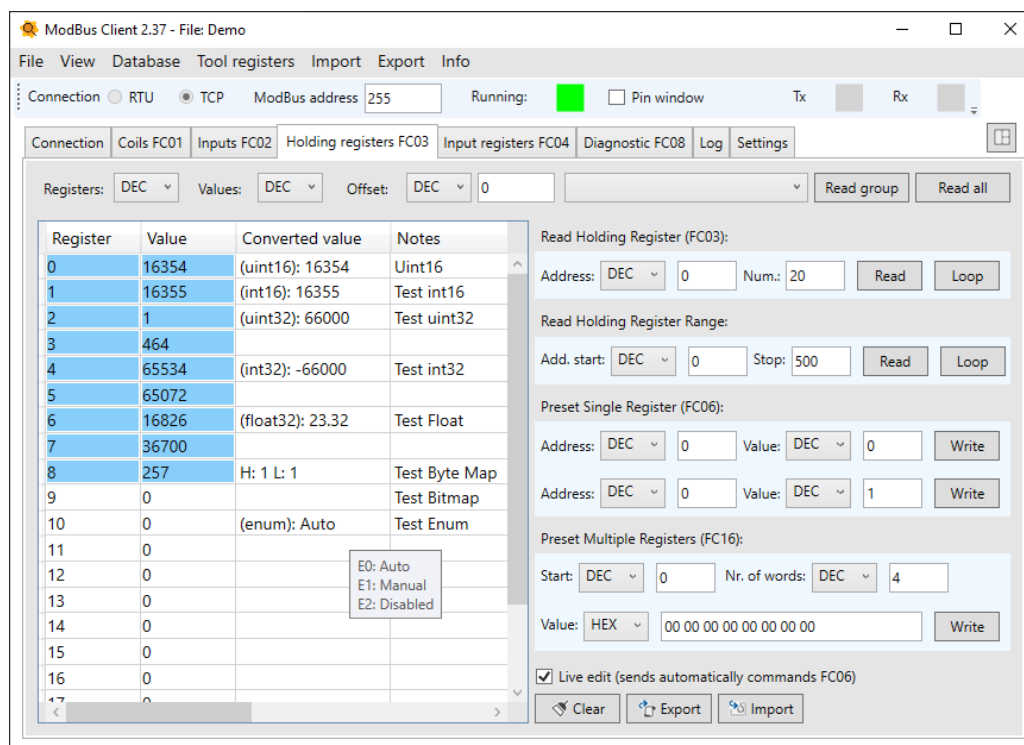 ModBus Client 2.37 - File: Demo
File View Database Tool registers Import Export Info
Connection RTU TCP ModBus address 255 Running: Pin window Tx Rx
Connection Coils FC01 Inputs FC02 Holding registers FC03 Input registers FC04 Diagnostic FC08 Log Settings
Registers: DEC Values: DEC Offset: DEC 0 Read group Read all
Register Value Converted value Notes
0 16354 (uint16): 16354 Uint16
1 16355 (int16): 16355 Test int16
2 1 (uint32): 66000 Test uint32
3 464
4 65534 (int32): -66000 Test int32
5 65072
6 16826 (float32): 23.32 Test Float
7 36700
8 257 H: 1 L: 1 Test Byte Map
9 0 Test Bitmap
10 0 (enum): Auto Test Enum
11 0
12 0
13 0
14 0
15 0
16 0
17 0
E0: Auto
E1: Manual
E2: Disabled
Read Holding Register (FC03):
Address: DEC 0 Num.: 20 Read Loop
Read Holding Register Range:
Add. start: DEC 0 Stop: 500 Read Loop
Preset Single Register (FC06):
Address: DEC 0 Value: DEC 0 Write
Address: DEC 0 Value: DEC 1 Write
Preset Multiple Registers (FC16):
Start: DEC 0 Nr. of words: DEC 4
Value: HEX 00 00 00 00 00 00 00 00 Write
Live edit (sends automatically commands FC06)
Clear Export Import